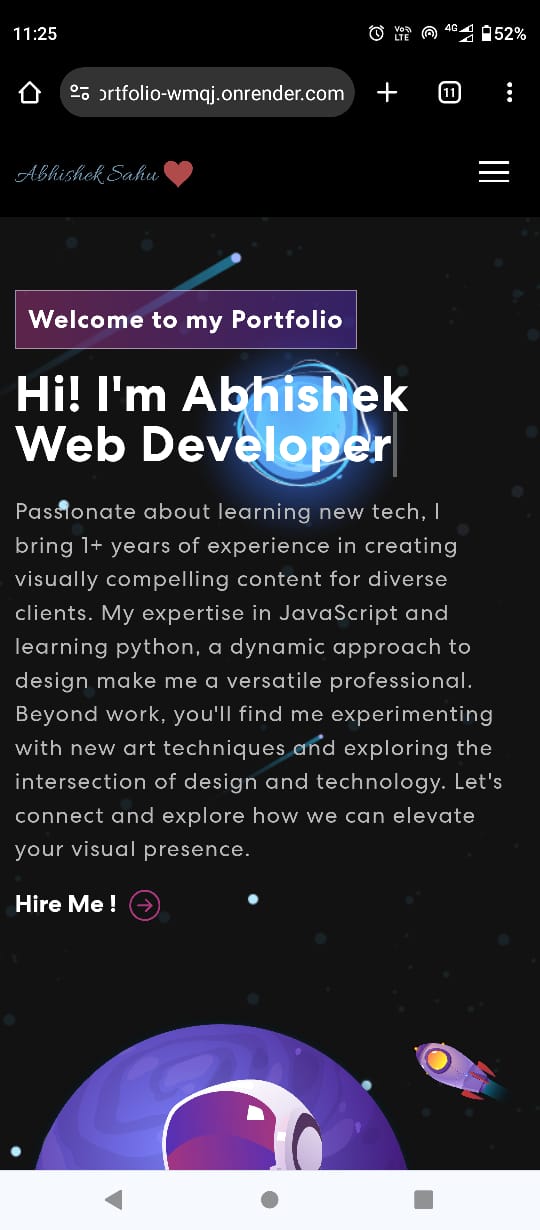 11:25
Vo)) LTE
4G
52%
ortfolio-wmqj.onrender.com
11
Abhishek Sahu
Welcome to my Portfolio
Hi! I'm Abhishek
Web Developer
Passionate about learning new tech, I
bring 1+ years of experience in creating
visually compelling content for diverse
clients. My expertise in JavaScript and
learning python, a dynamic approach to
design make me a versatile professional.
Beyond work, you'll find me experimenting
with new art techniques and exploring the
intersection of design and technology. Let's
connect and explore how we can elevate
your visual presence.
Hire Me !